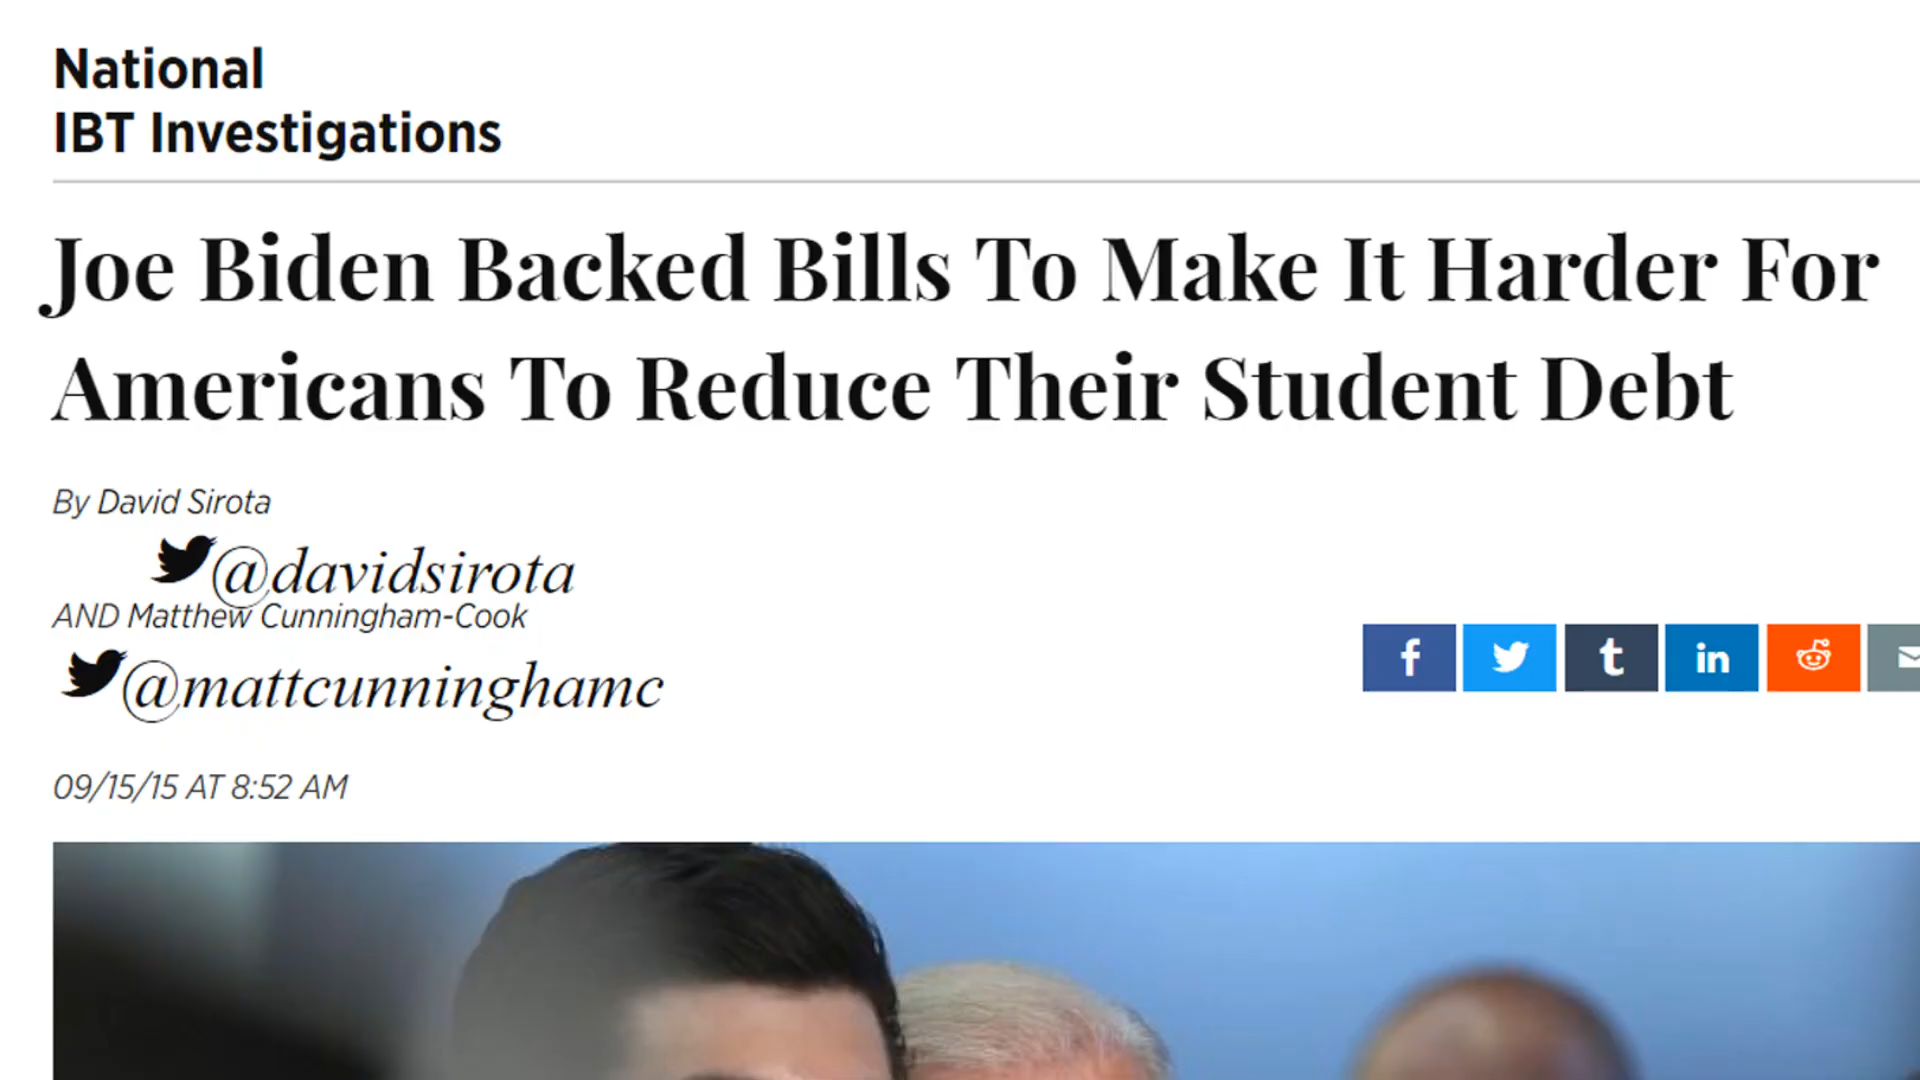 National
IBT Investigations
Joe Biden Backed Bills To Make It Harder For
Americans To Reduce Their Student Debt
By David Sirota
@davidsirota
AND Matthew Cunningham-Cook
@mattcunninghamc
09/15/15 AT 8:52 AM